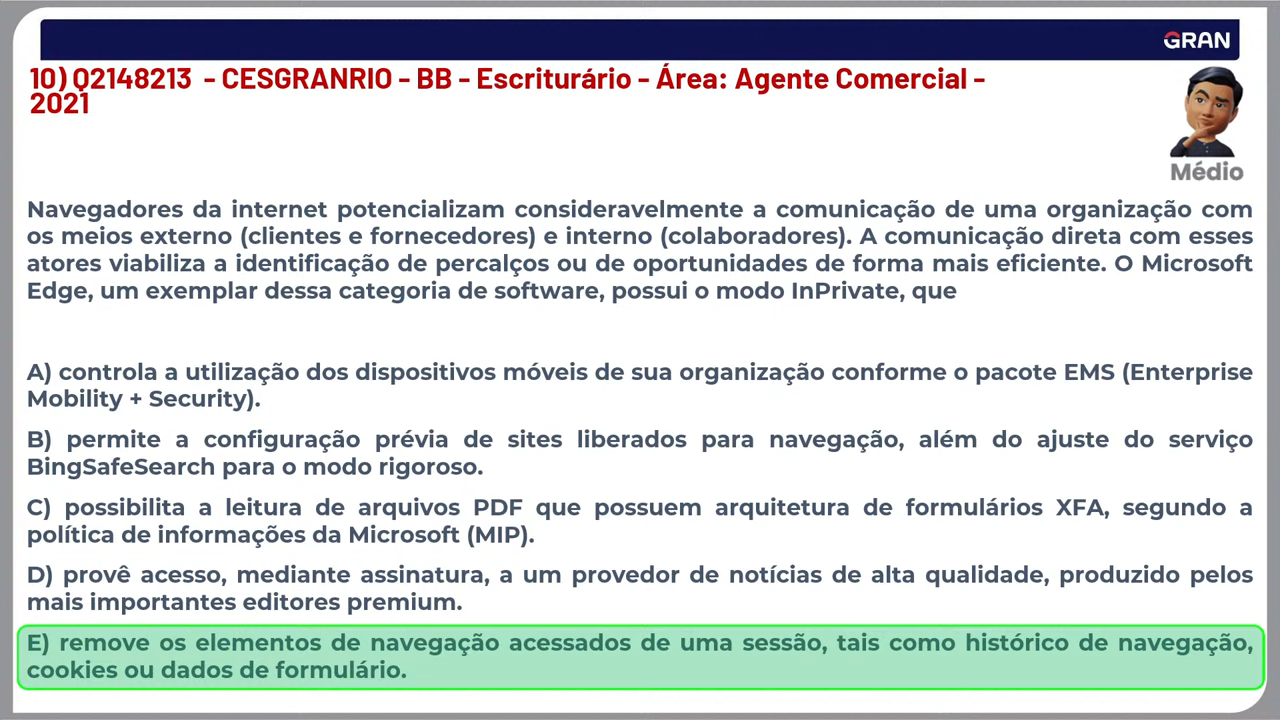 GRAN
10) Q2148213 - CESGRANRIO - BB - Escriturário - Área: Agente Comercial -
2021
Médio
Navegadores da internet potencializam consideravelmente a comunicação de uma organização com
os meios externo (clientes e fornecedores) e interno (colaboradores). A comunicação direta com esses
atores viabiliza a identificação de percalços ou de oportunidades de forma mais eficiente. O Microsoft
Edge, um exemplar dessa categoria de software, possui o modo InPrivate, que
A) controla a utilização dos dispositivos móveis de sua organização conforme o pacote EMS (Enterprise
Mobility + Security).
B) permite a configuração prévia de sites liberados para navegação, além do ajuste do serviço
BingSafeSearch para o modo rigoroso.
C) possibilita a leitura de arquivos PDF que possuem arquitetura de formulários XFA, segundo a
política de informações da Microsoft (MIP).
D) provê acesso, mediante assinatura, a um provedor de notícias de alta qualidade, produzido pelos
mais importantes editores premium.
E) remove os elementos de navegação acessados de uma sessão, tais como histórico de navegação,
cookies ou dados de formulário.